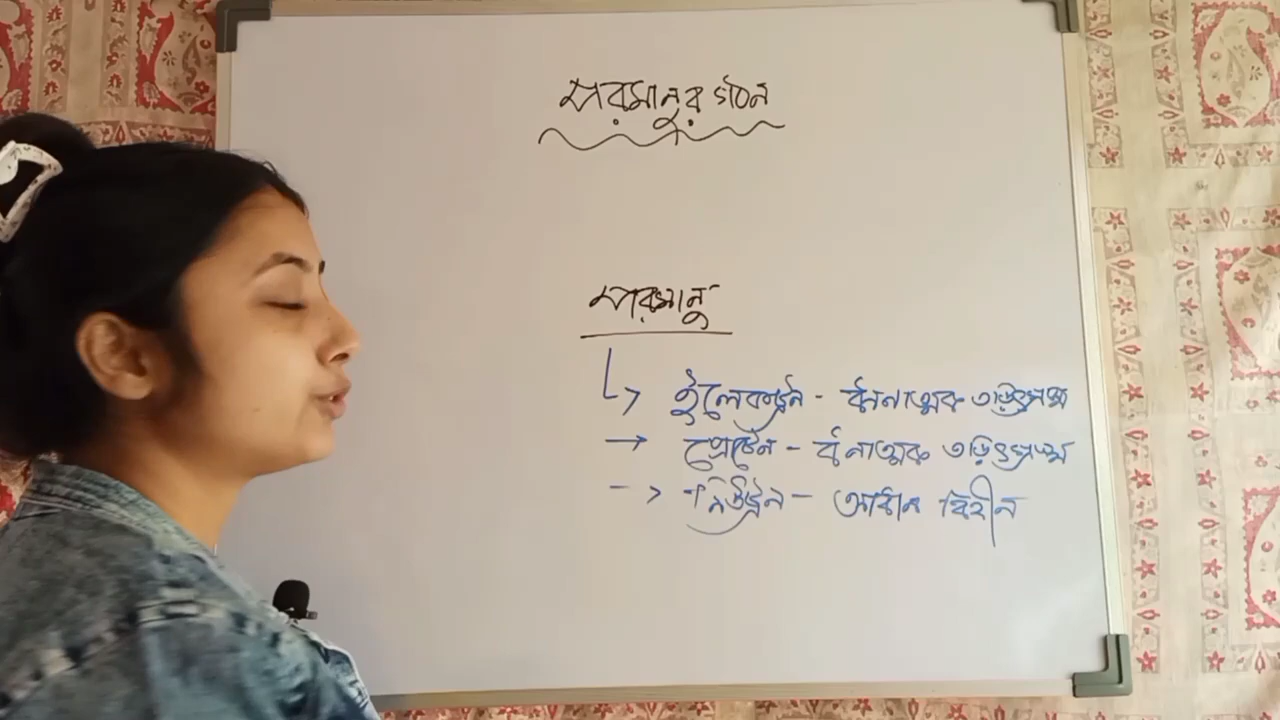 পরমানুর গঠন
পরমানু
ইলেকট্রন - ঋনাত্মক তড়িৎগ্রস্ত
প্রোটন - ধনাত্মক তড়িৎগ্রস্ত
নিউট্রন - আধান বিহীন